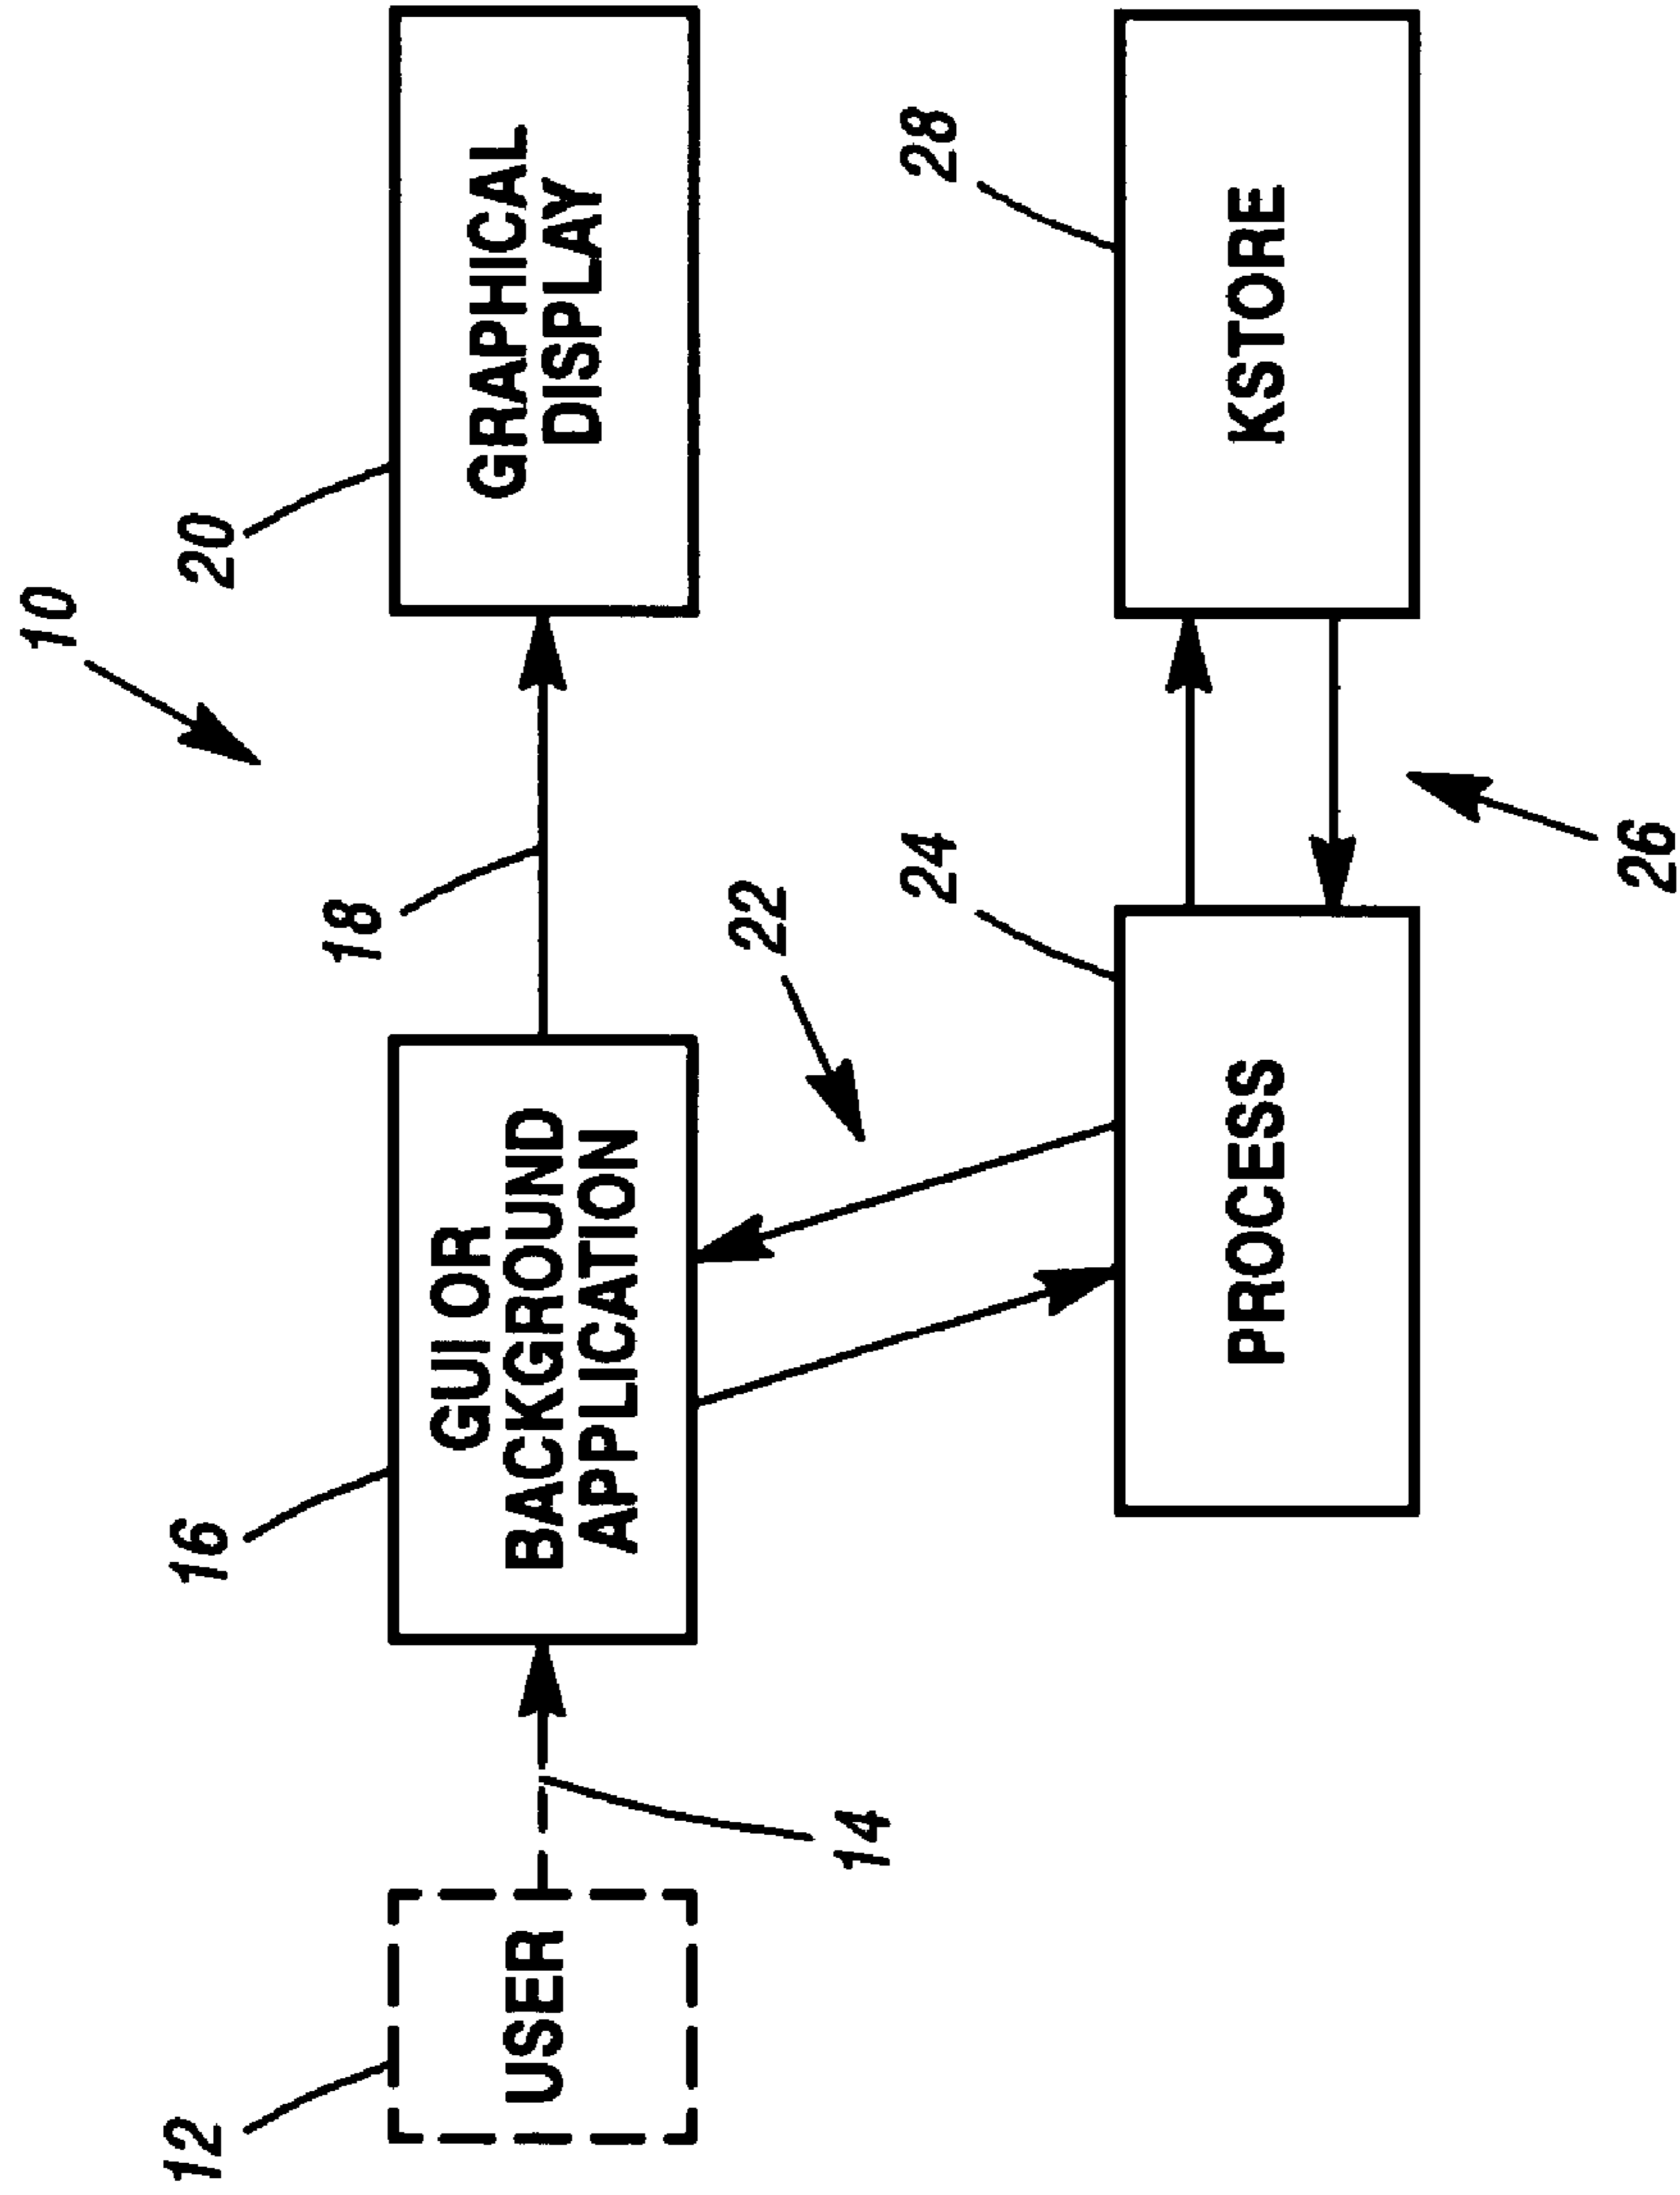 10
20
GRAPHICAL
DISPLAY
18
16
GUI OR
BACKGROUND
APPLICATION
12
USER
14
22
24
PROCESS
28
KSTORE
26